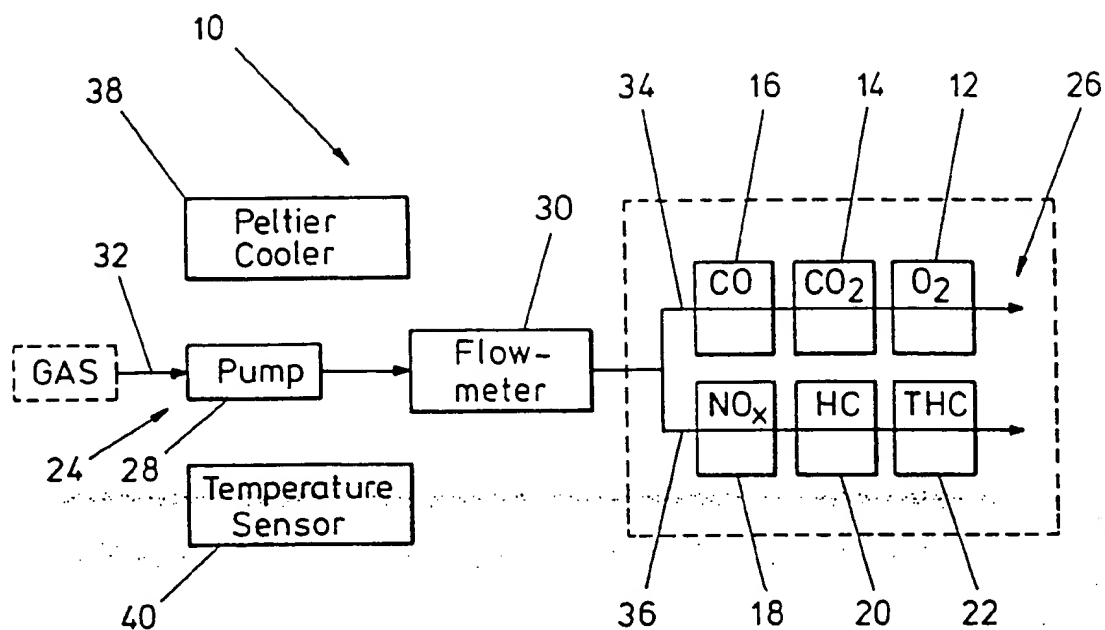 10
38
34
16
14
12
26
Peltier
Cooler
32
30
CO
CO₂
O₂
GAS
Pump
Flow-
meter
NOₓ
HC
THC
24
28
Temperature
Sensor
40
36
18
20
22